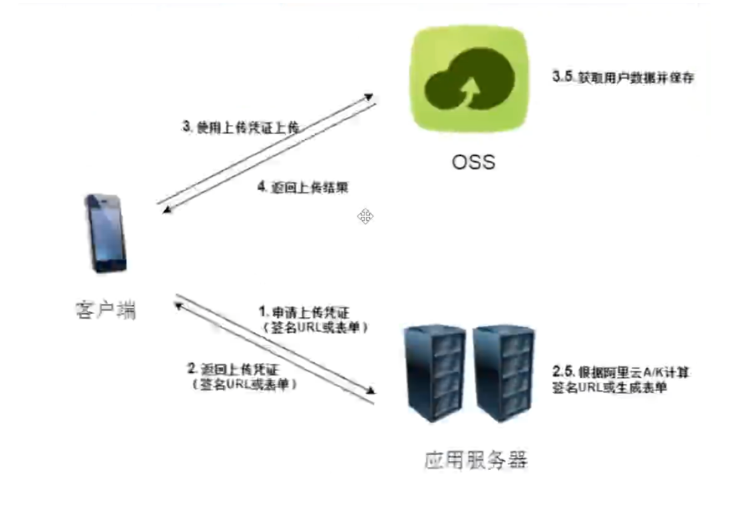 3.5. 获取用户数据并保存
3. 使用上传凭证上传
OSS
4. 返回上传结果
客户端
1. 申请上传凭证
（签名URL或表单）
2. 返回上传凭证
（签名URL或表单）
2.5. 根据阿里云A/K计算
签名URL或生成表单
应用服务器